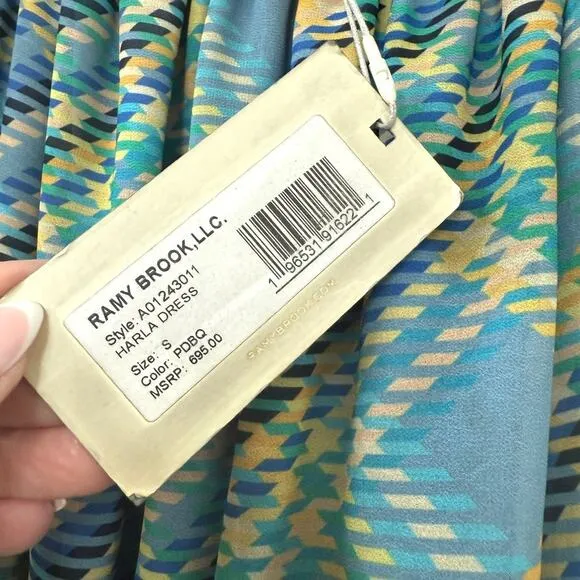 RAMY BROOK,LLC.
Style: A01243011
HARLA DRESS
Size: S
Color: PDBQ
MSRP: 695.00
1 96531 91622 1
RAMYBROOK.COM